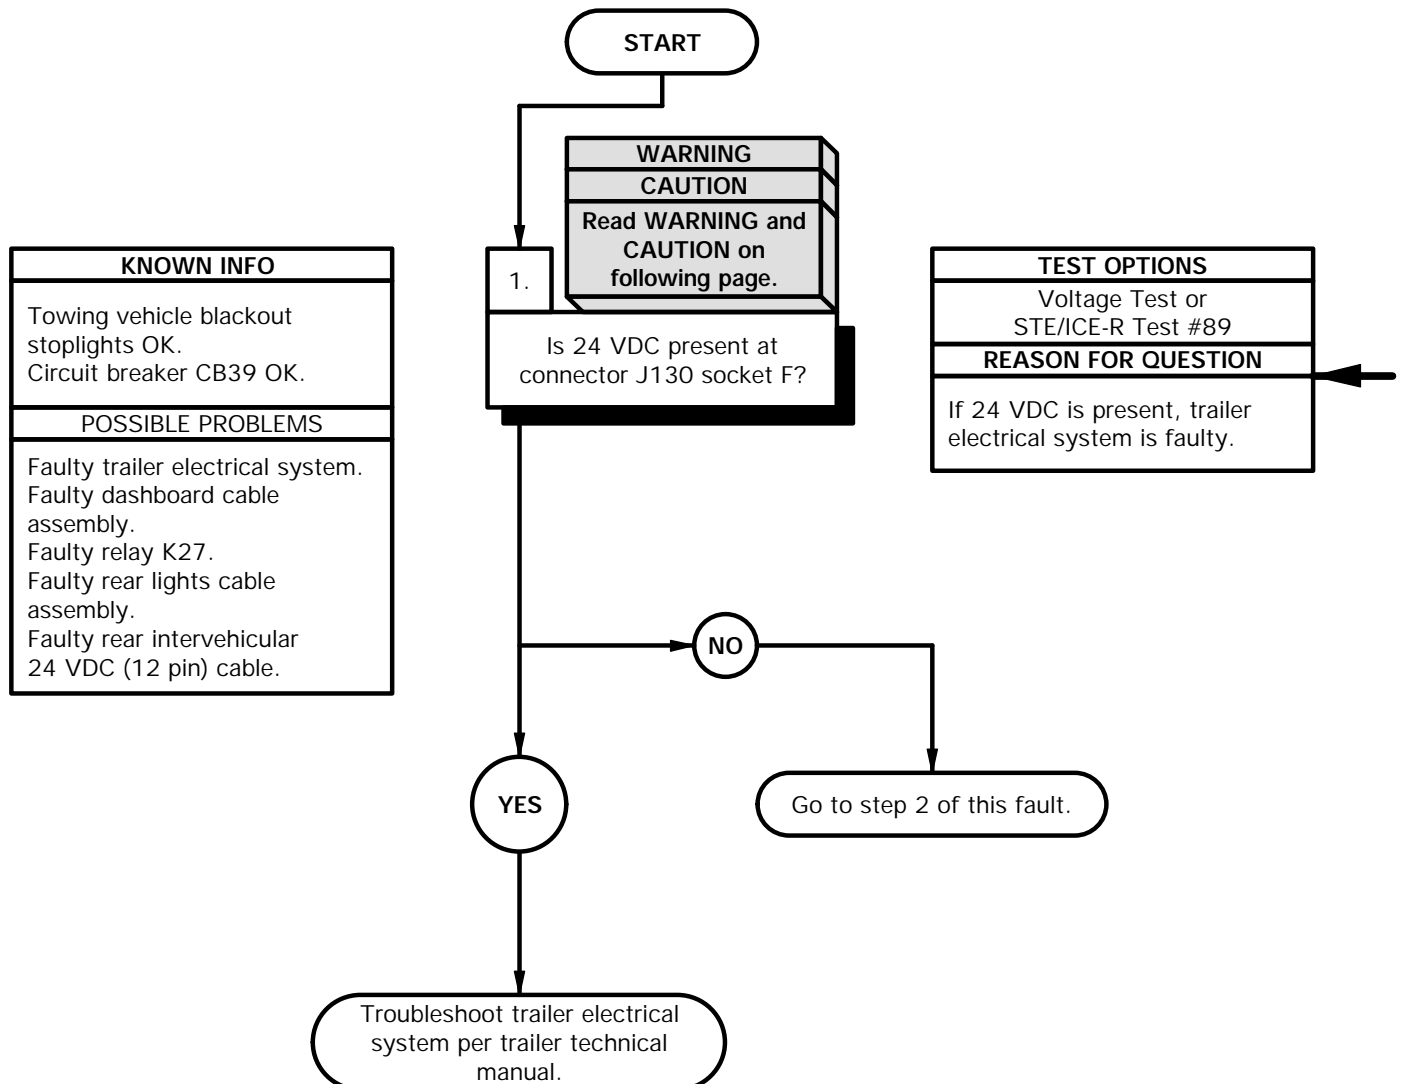 START
WARNING
CAUTION
Read WARNING and
CAUTION on
following page.
1.
Is 24 VDC present at
connector J130 socket F?
KNOWN INFO
Towing vehicle blackout
stoplights OK.
Circuit breaker CB39 OK.
POSSIBLE PROBLEMS
Faulty trailer electrical system.
Faulty dashboard cable
assembly.
Faulty relay K27.
Faulty rear lights cable
assembly.
Faulty rear intervehicular
24 VDC (12 pin) cable.
TEST OPTIONS
Voltage Test or
STE/ICE-R Test #89
REASON FOR QUESTION
If 24 VDC is present, trailer
electrical system is faulty.
NO
YES
Go to step 2 of this fault.
Troubleshoot trailer electrical
system per trailer technical
manual.